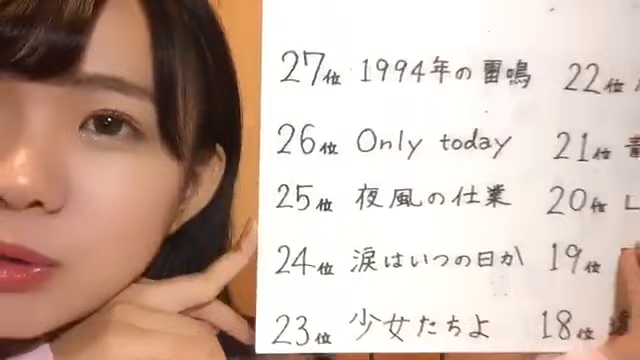 27位 1994年の雷鳴
26位 Only today
25位 夜風の仕業
24位 涙はいつの日か
23位 少女たちよ
22位
21位
20位
19位
18位